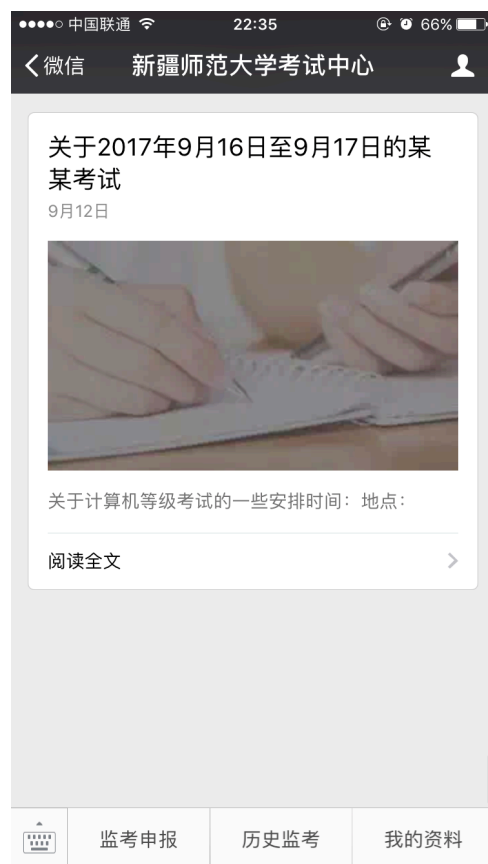 中国联通 22:35 66%
微信 新疆师范大学考试中心
关于2017年9月16日至9月17日的某
某考试
9月12日
关于计算机等级考试的一些安排时间：地点：
阅读全文
监考申报 历史监考 我的资料